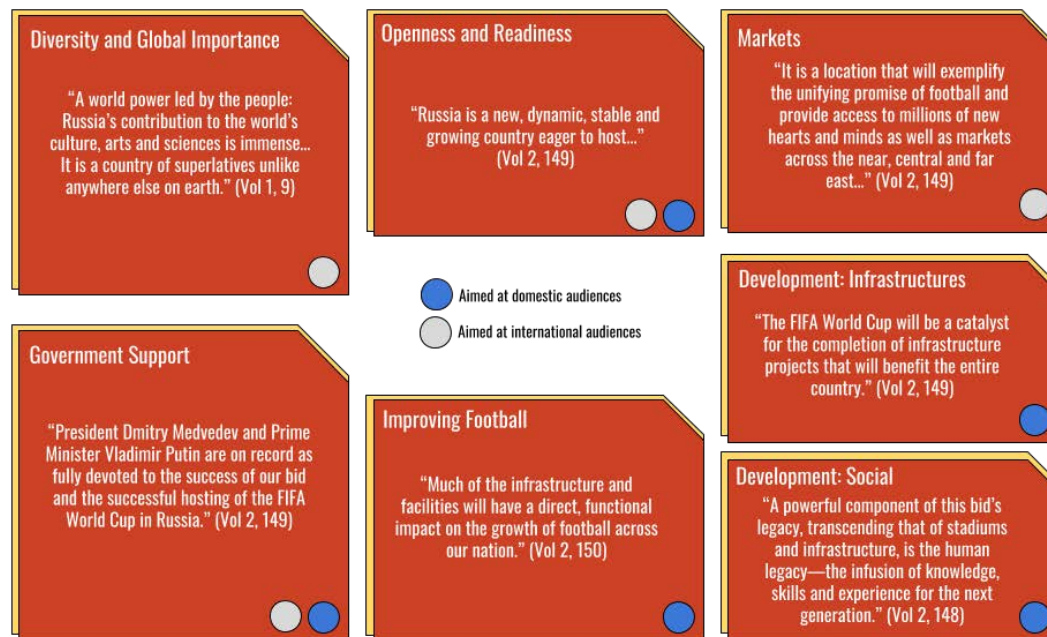 Diversity and Global Importance
“A world power led by the people:
Russia’s contribution to the world’s
culture, arts and sciences is immense...
It is a country of superlatives unlike
anywhere else on earth.” (Vol 1, 9)
Openness and Readiness
“Russia is a new, dynamic, stable and
growing country eager to host...”
(Vol 2, 149)
Markets
“It is a location that will exemplify
the unifying promise of football and
provide access to millions of new
hearts and minds as well as markets
across the near, central and far
east...” (Vol 2, 149)
Aimed at domestic audiences
Aimed at international audiences
Development: Infrastructures
“The FIFA World Cup will be a catalyst
for the completion of infrastructure
projects that will benefit the entire
country.” (Vol 2, 149)
Government Support
“President Dmitry Medvedev and Prime
Minister Vladimir Putin are on record as
fully devoted to the success of our bid
and the successful hosting of the FIFA
World Cup in Russia.” (Vol 2, 149)
Improving Football
“Much of the infrastructure and
facilities will have a direct, functional
impact on the growth of football across
our nation.” (Vol 2, 150)
Development: Social
“A powerful component of this bid’s
legacy, transcending that of stadiums
and infrastructure, is the human
legacy—the infusion of knowledge,
skills and experience for the next
generation.” (Vol 2, 148)